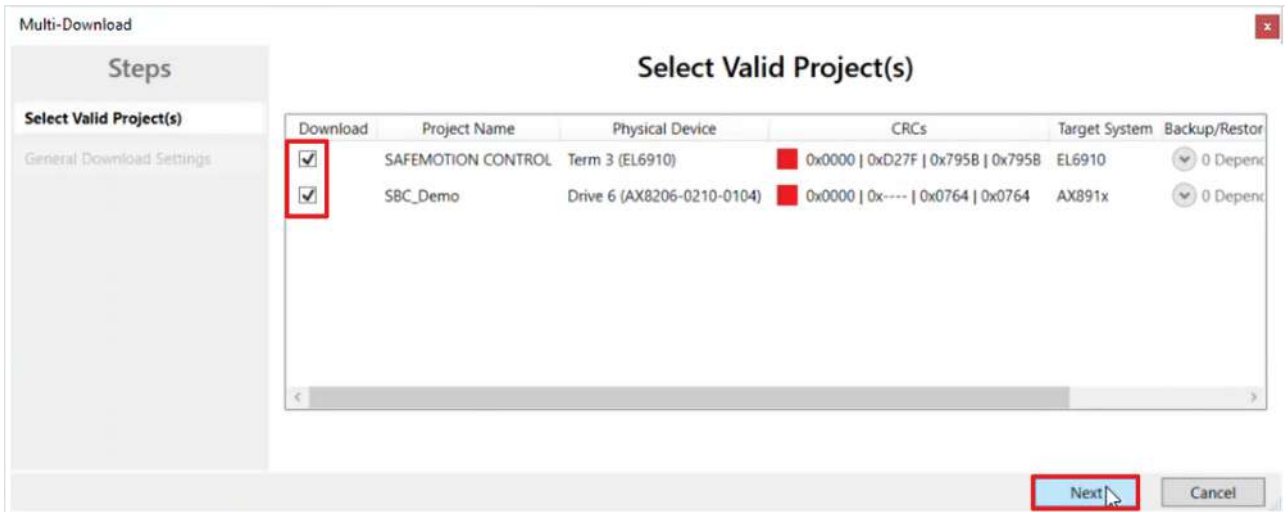 Multi-Download
x
Steps
Select Valid Project(s)
Select Valid Project(s)
General Download Settings
Download Project Name Physical Device CRCs Target System Backup/Restor
SAFEMOTION CONTROL Term 3 (EL6910) 0x0000 | 0xD27F | 0x795B | 0x795B EL6910 0 Depend
SBC_Demo Drive 6 (AX8206-0210-0104) 0x0000 | 0x---- | 0x0764 | 0x0764 AX891x 0 Depend
Next Cancel